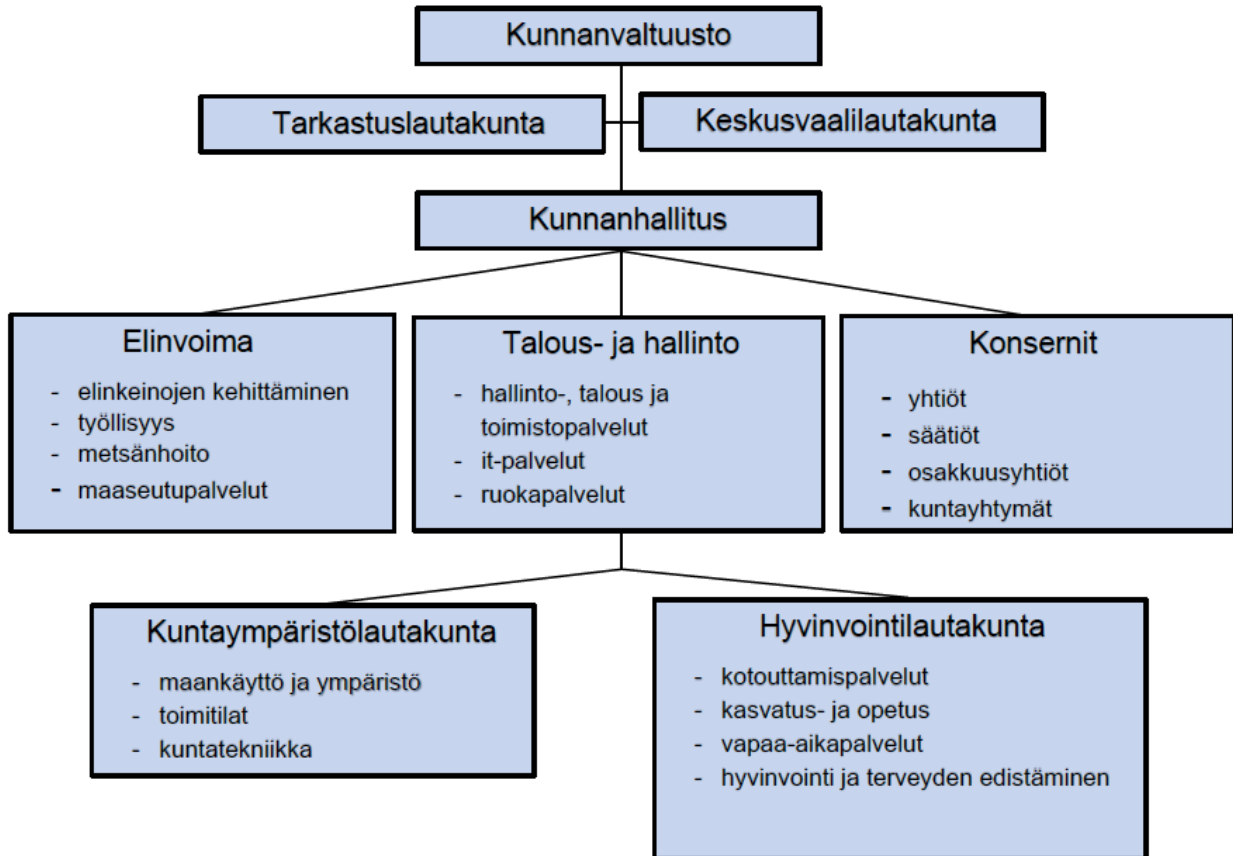 Kunnanvaltuusto
Tarkastuslautakunta
Keskusvaalilautakunta
Kunnanhallitus
Elinvoima
- elinkeinojen kehittäminen
- työllisyys
- metsänhoito
- maaseutupalvelut
Talous- ja hallinto
- hallinto-, talous ja
toimistopalvelut
- it-palvelut
- ruokapalvelut
Konsernit
- yhtiöt
- säätiöt
- osakkuusyhtiöt
- kuntayhtymät
Kuntaympäristölautakunta
- maankäyttö ja ympäristö
- toimitilat
- kuntatekniikka
Hyvinvointilautakunta
- kotouttamispalvelut
- kasvatus- ja opetus
- vapaa-aikapalvelut
- hyvinvointi ja terveyden edistäminen